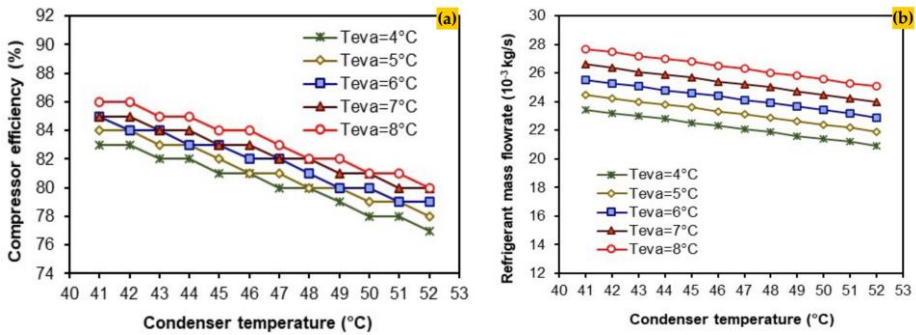 (a)
Compressor efficiency (%)
92
90
88
86
84
82
80
78
76
74
Teva=4°C
Teva=5°C
Teva=6°C
Teva=7°C
Teva=8°C
40 41 42 43 44 45 46 47 48 49 50 51 52 53
Condenser temperature (°C)
(b)
Refrigerant mass flowrate (10⁻³ kg/s)
30
28
26
24
22
20
18
16
14
12
Teva=4°C
Teva=5°C
Teva=6°C
Teva=7°C
Teva=8°C
40 41 42 43 44 45 46 47 48 49 50 51 52 53
Condenser temperature (°C)